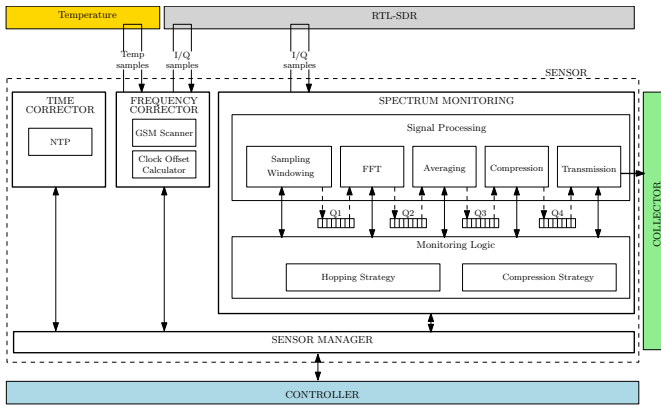 Temperature
RTL-SDR
Temp
samples
I/Q
samples
I/Q
samples
SENSOR
TIME
CORRECTOR
NTP
FREQUENCY
CORRECTOR
GSM Scanner
Clock Offset
Calculator
SPECTRUM MONITORING
Signal Processing
Sampling
Windowing
FFT
Averaging
Compression
Transmission
Q1
Q2
Q3
Q4
Monitoring Logic
Hopping Strategy
Compression Strategy
COLLECTOR
SENSOR MANAGER
CONTROLLER